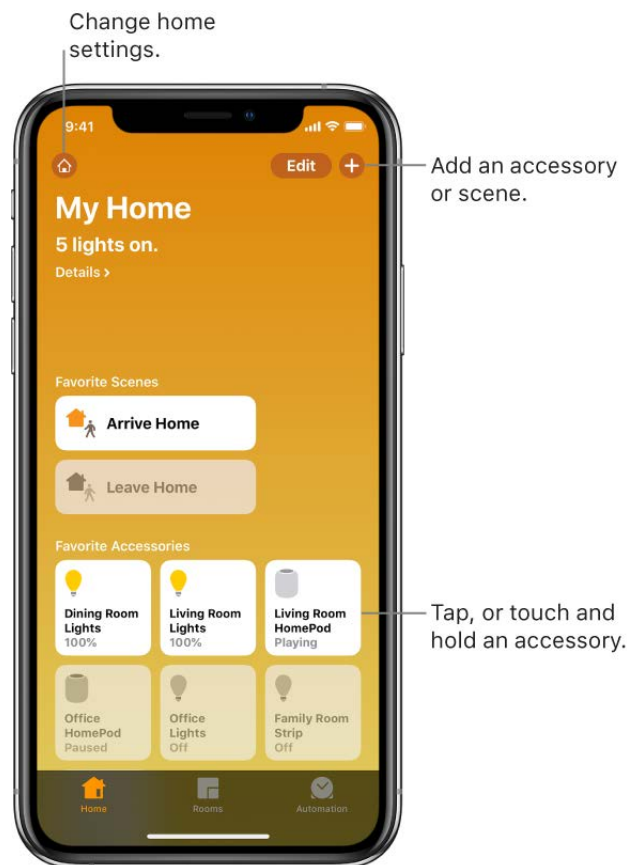 Change home
settings.
9:41
Edit
Add an accessory
or scene.
My Home
5 lights on.
Details >
Favorite Scenes
Arrive Home
Leave Home
Favorite Accessories
Dining Room
Lights
100%
Living Room
Lights
100%
Living Room
HomePod
Playing
Tap, or touch and
hold an accessory.
Office
HomePod
Paused
Office
Lights
Off
Family Room
Strip
Off
Home
Rooms
Automation